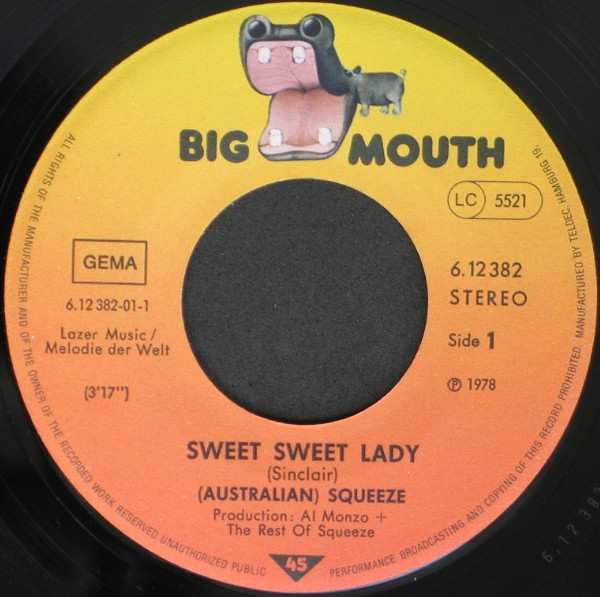 BIG MOUTH
LC 5521
GEMA
6.12 382-01-1
Lazer Music /
Melodie der Welt
(3'17")
6.12 382
STEREO
Side 1
℗ 1978
SWEET SWEET LADY
(Sinclair)
(AUSTRALIAN) SQUEEZE
Production: Al Monzo +
The Rest Of Squeeze
45
ALL RIGHTS OF THE MANUFACTURER AND OF THE OWNER OF THE RECORDED WORK RESERVED UNAUTHORIZED PUBLIC PERFORMANCE BROADCASTING AND COPYING OF THIS RECORD PROHIBITED. MANUFACTURED BY TELDEC, HAMBURG 19.